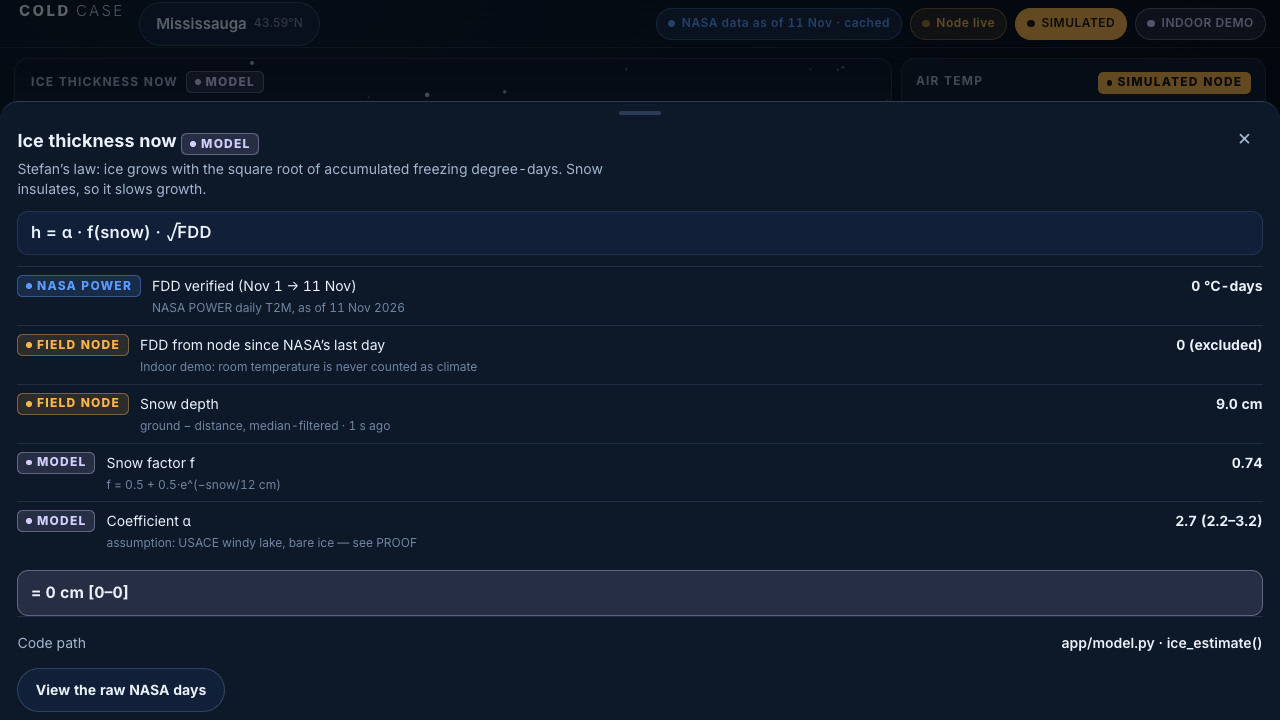 COLD CASE
Mississauga 43.59°N
NASA data as of 11 Nov · cached
Node live
SIMULATED
INDOOR DEMO
ICE THICKNESS NOW
MODEL
AIR TEMP
SIMULATED NODE
Ice thickness now
MODEL
✕
Stefan’s law: ice grows with the square root of accumulated freezing degree-days. Snow
insulates, so it slows growth.
h = α · f(snow) · √FDD
NASA POWER
FDD verified (Nov 1 → 11 Nov)
0 °C-days
NASA POWER daily T2M, as of 11 Nov 2026
FIELD NODE
FDD from node since NASA’s last day
0 (excluded)
Indoor demo: room temperature is never counted as climate
FIELD NODE
Snow depth
9.0 cm
ground − distance, median-filtered · 1 s ago
MODEL
Snow factor f
0.74
f = 0.5 + 0.5·e^(−snow/12 cm)
MODEL
Coefficient α
2.7 (2.2–3.2)
assumption: USACE windy lake, bare ice — see PROOF
= 0 cm [0–0]
Code path
app/model.py · ice_estimate()
View the raw NASA days